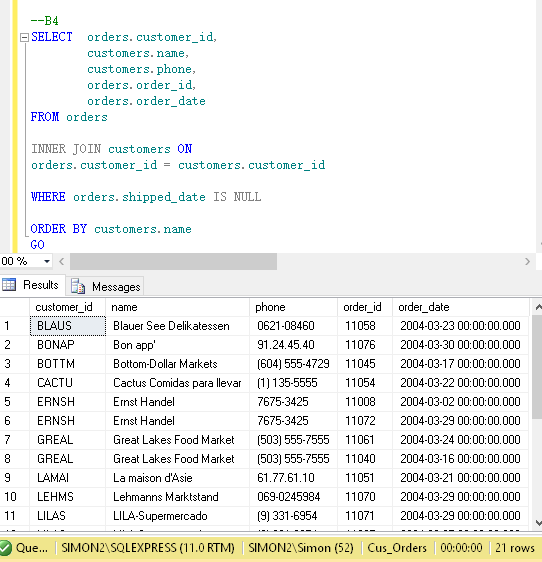 --B4
SELECT orders.customer_id,
customers.name,
customers.phone,
orders.order_id,
orders.order_date
FROM orders
INNER JOIN customers ON
orders.customer_id = customers.customer_id
WHERE orders.shipped_date IS NULL
ORDER BY customers.name
GO
00 %
Results Messages
customer_id name phone order_id order_date
1 BLAUS Blauer See Delikatessen 0621-08460 11058 2004-03-23 00:00:00.000
2 BONAP Bon app' 91.24.45.40 11076 2004-03-30 00:00:00.000
3 BOTTM Bottom-Dollar Markets (604) 555-4729 11045 2004-03-17 00:00:00.000
4 CACTU Cactus Comidas para llevar (1) 135-5555 11054 2004-03-22 00:00:00.000
5 ERNSH Ernst Handel 7675-3425 11008 2004-03-02 00:00:00.000
6 ERNSH Ernst Handel 7675-3425 11072 2004-03-29 00:00:00.000
7 GREAL Great Lakes Food Market (503) 555-7555 11061 2004-03-24 00:00:00.000
8 GREAL Great Lakes Food Market (503) 555-7555 11040 2004-03-16 00:00:00.000
9 LAMAI La maison d'Asie 61.77.61.10 11051 2004-03-21 00:00:00.000
10 LEHMS Lehmanns Marktstand 069-0245984 11070 2004-03-29 00:00:00.000
11 LILAS LILA-Supermercado (9) 331-6954 11071 2004-03-29 00:00:00.000
Que... SIMON2\SQLEXPRESS (11.0 RTM) SIMON2\Simon (52) Cus_Orders 00:00:00 21 rows